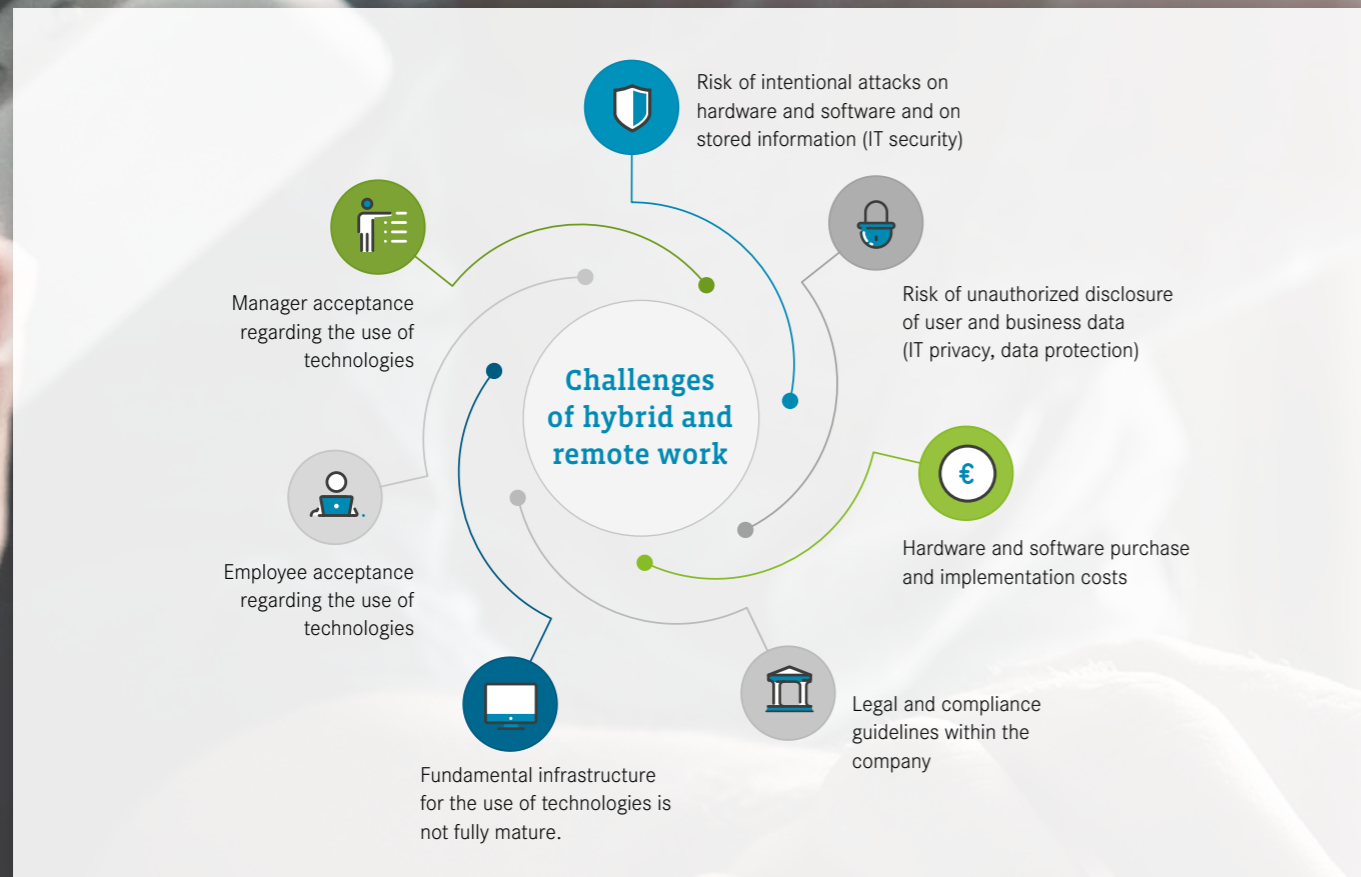 Challenges
of hybrid and
remote work
Risk of intentional attacks on
hardware and software and on
stored information (IT security)
Risk of unauthorized disclosure
of user and business data
(IT privacy, data protection)
€
Hardware and software purchase
and implementation costs
Legal and compliance
guidelines within the
company
Fundamental infrastructure
for the use of technologies is
not fully mature.
Employee acceptance
regarding the use of
technologies
Manager acceptance
regarding the use of
technologies